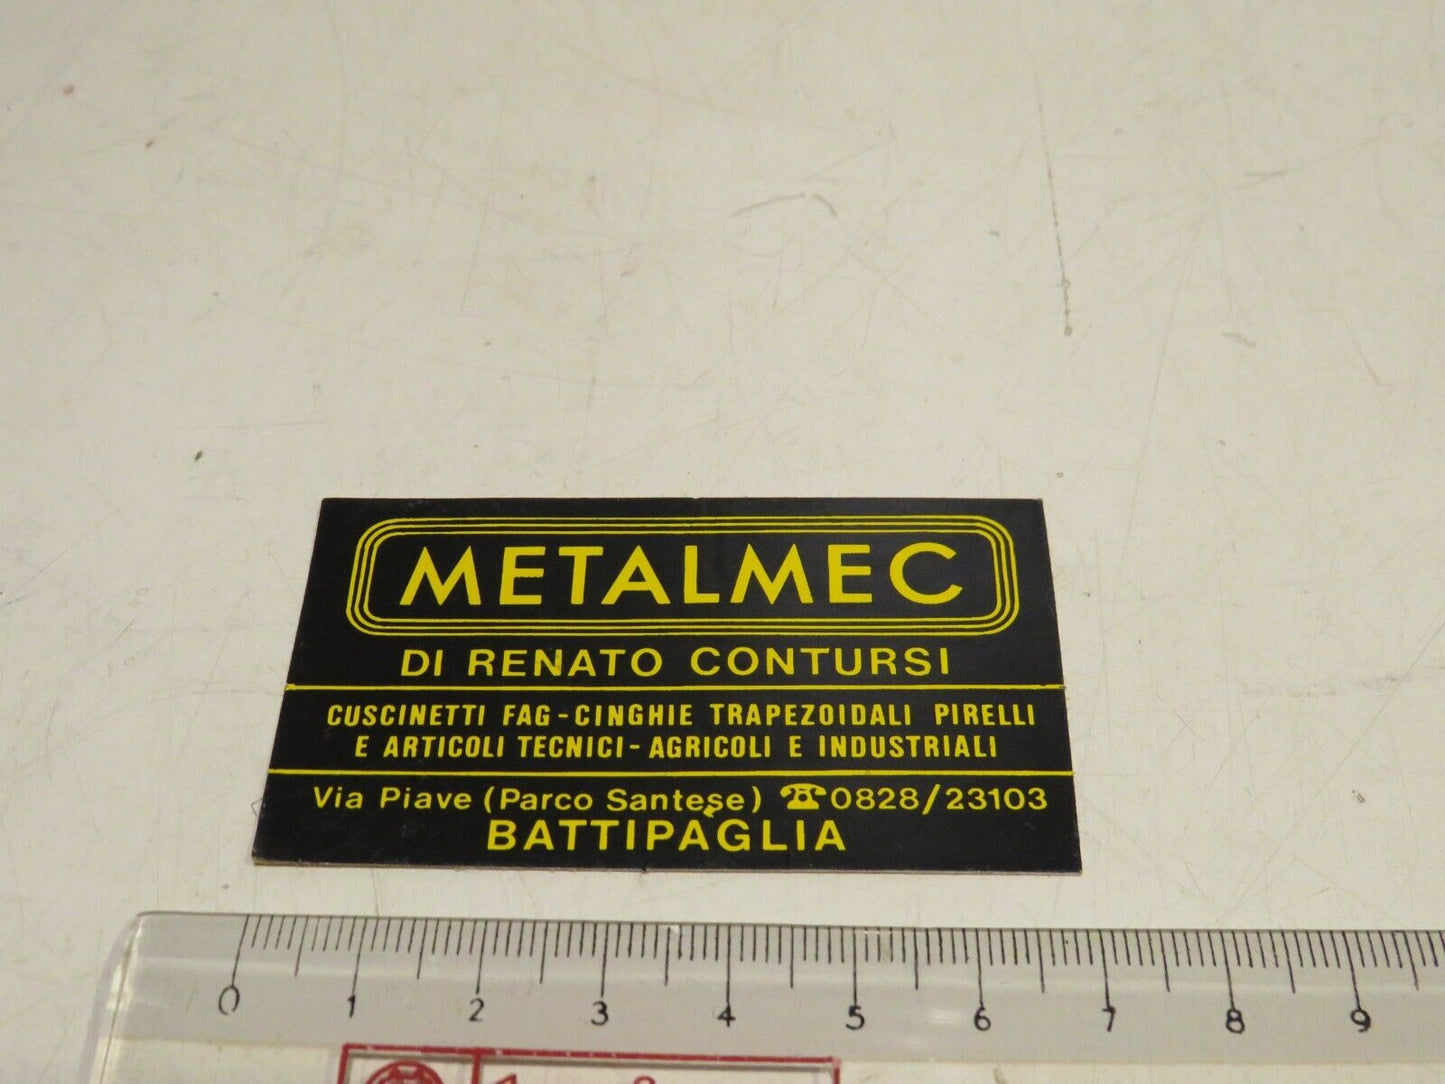 METALMEC
DI RENATO CONTURSI
CUSCINETTI FAG-CINGHIE TRAPEZOIDALI PIRELLI
E ARTICOLI TECNICI-AGRICOLI E INDUSTRIALI
Via Piave (Parco Santese) ☎0828/23103
BATTIPAGLIA
0 1 2 3 4 5 6 7 8 9